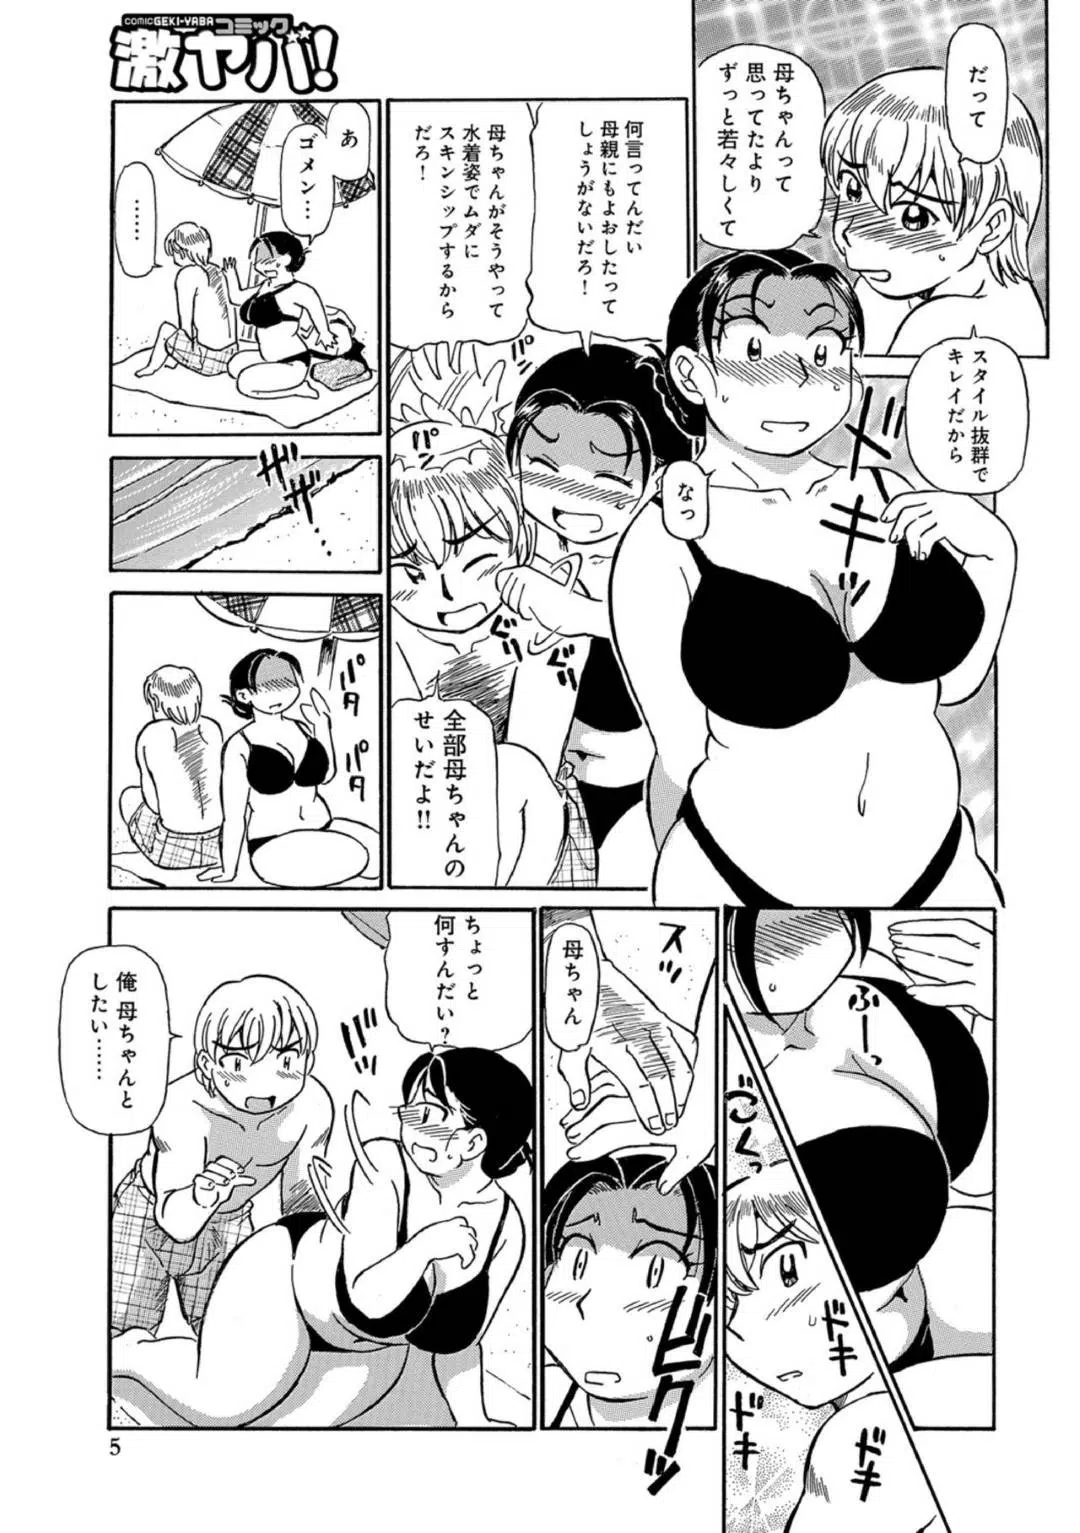 COMIC GEKI-YABA コミック
激ヤバ!
だって
母ちゃんって
思ってたより
ずっと若々しくて
スタイル抜群で
キレイだから
ドキッ
なっ
何言ってんだい
母親にもよおしたって
しょうがないだろ!
母ちゃんがそうやって
水着姿でムダに
スキンシップするから
だろ!
パンパン
ぐりぐり
全部母ちゃんの
せいだよ!!
あ
ゴメン…
……
ザザザ…
パタパタ
ふーっ
ごくっ
ドキ
ドキ
ドキ
スッ
母ちゃん
ビクッ
ちょっと
何すんだい?
俺 母ちゃんと
したい……
5